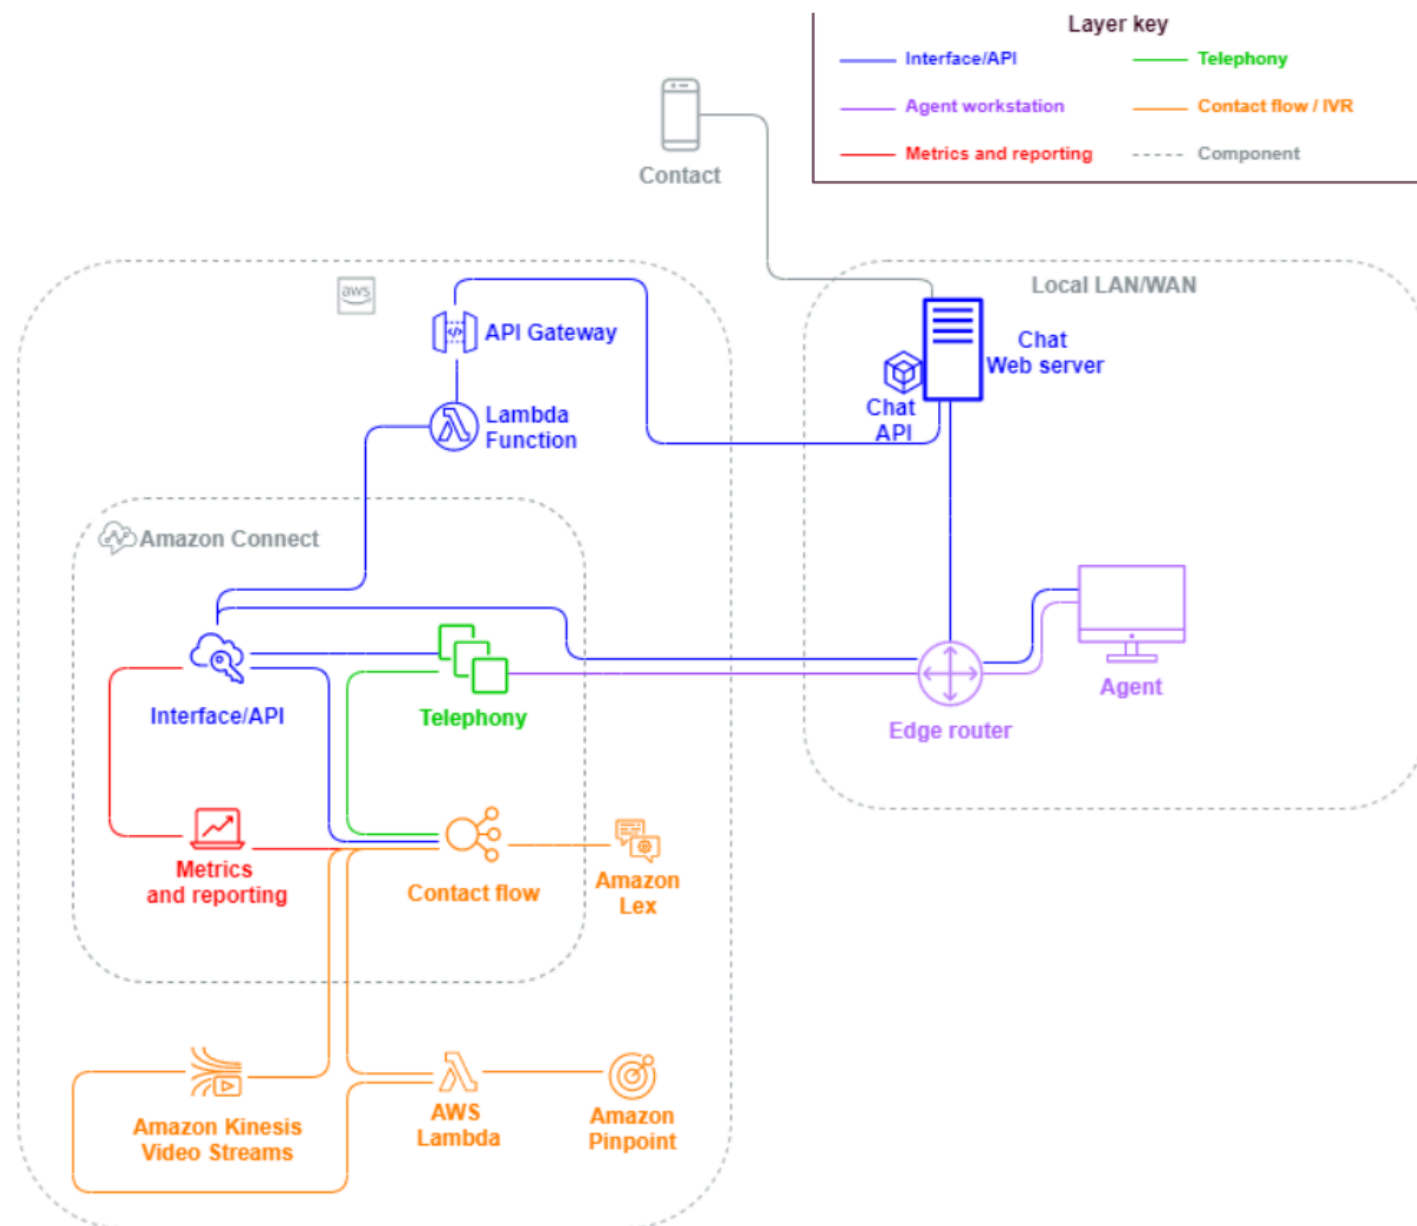 Layer key
Interface/API
Telephony
Agent workstation
Contact flow / IVR
Metrics and reporting
Component
Contact
aws
Local LAN/WAN
API Gateway
Chat
Web server
Lambda
Function
Chat
API
Amazon Connect
Interface/API
Telephony
Agent
Edge router
Metrics
and reporting
Contact flow
Amazon
Lex
Amazon Kinesis
Video Streams
AWS
Lambda
Amazon
Pinpoint